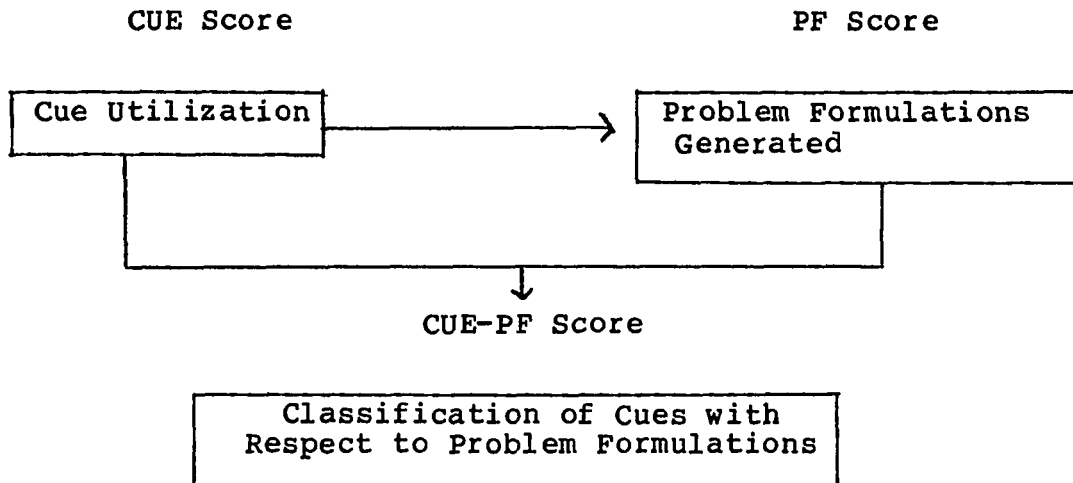 CUE Score
PF Score
Cue Utilization
Problem Formulations
Generated
CUE-PF Score
Classification of Cues with
Respect to Problem Formulations